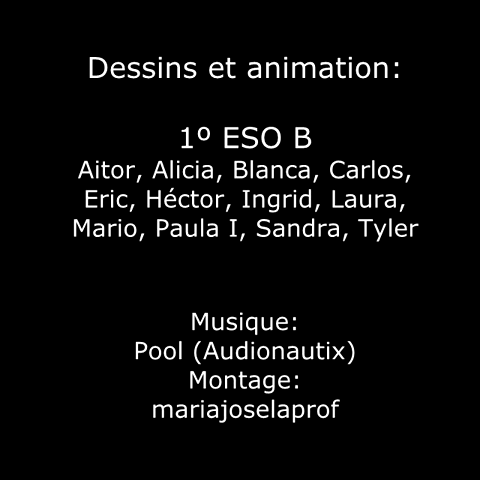 Dessins et animation:
1º ESO B
Aitor, Alicia, Blanca, Carlos,
Eric, Héctor, Ingrid, Laura,
Mario, Paula I, Sandra, Tyler
Musique:
Pool (Audionautix)
Montage:
mariajoselaprof